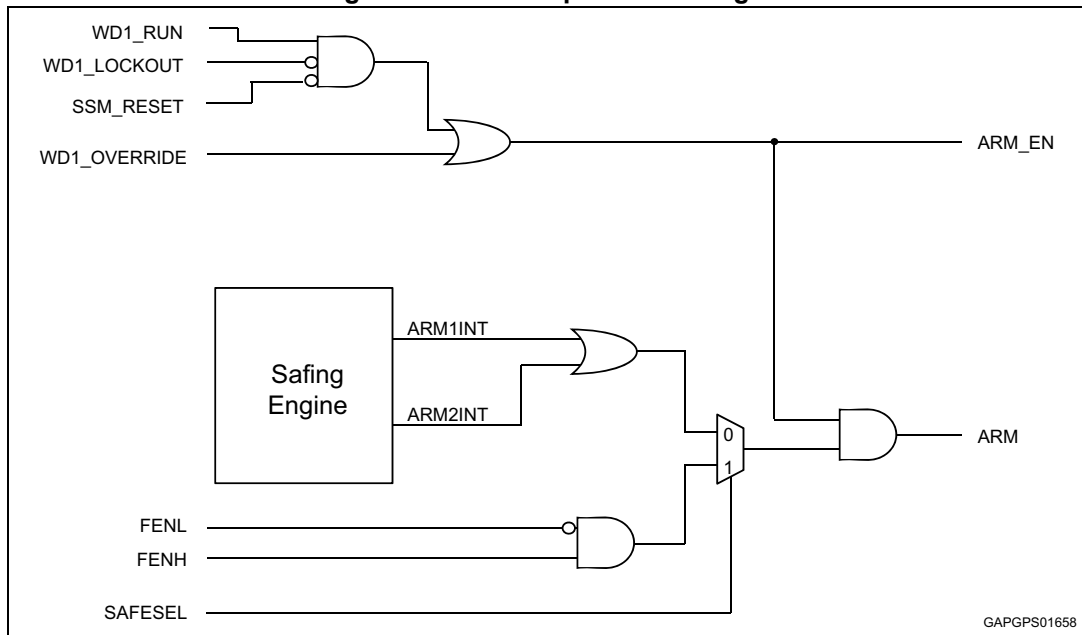 WD1_RUN
WD1_LOCKOUT
SSM_RESET
WD1_OVERRIDE
ARM_EN
ARM1INT
Safing
Engine
ARM2INT
0
1
ARM
FENL
FENH
SAFESEL
GAPGPS01658